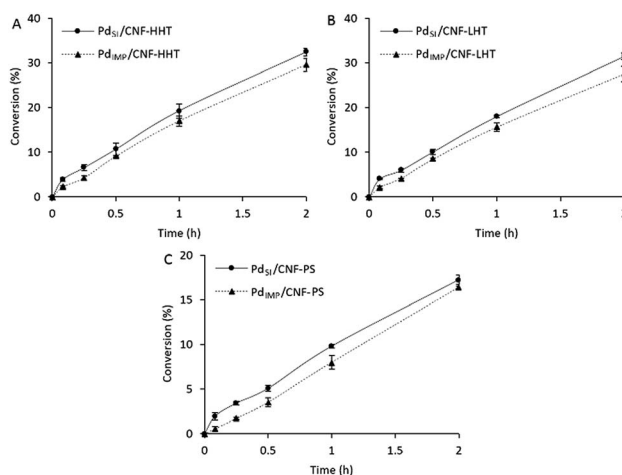 A
Pd_SI/CNF-HHT
Pd_IMP/CNF-HHT
Conversion (%)
40
30
20
10
0
0 0.5 1 1.5 2
Time (h)
B
Pd_SI/CNF-LHT
Pd_IMP/CNF-LHT
Conversion (%)
40
30
20
10
0
0 0.5 1 1.5 2
Time (h)
C
Pd_SI/CNF-PS
Pd_IMP/CNF-PS
Conversion (%)
20
15
10
5
0
0 0.5 1 1.5 2
Time (h)